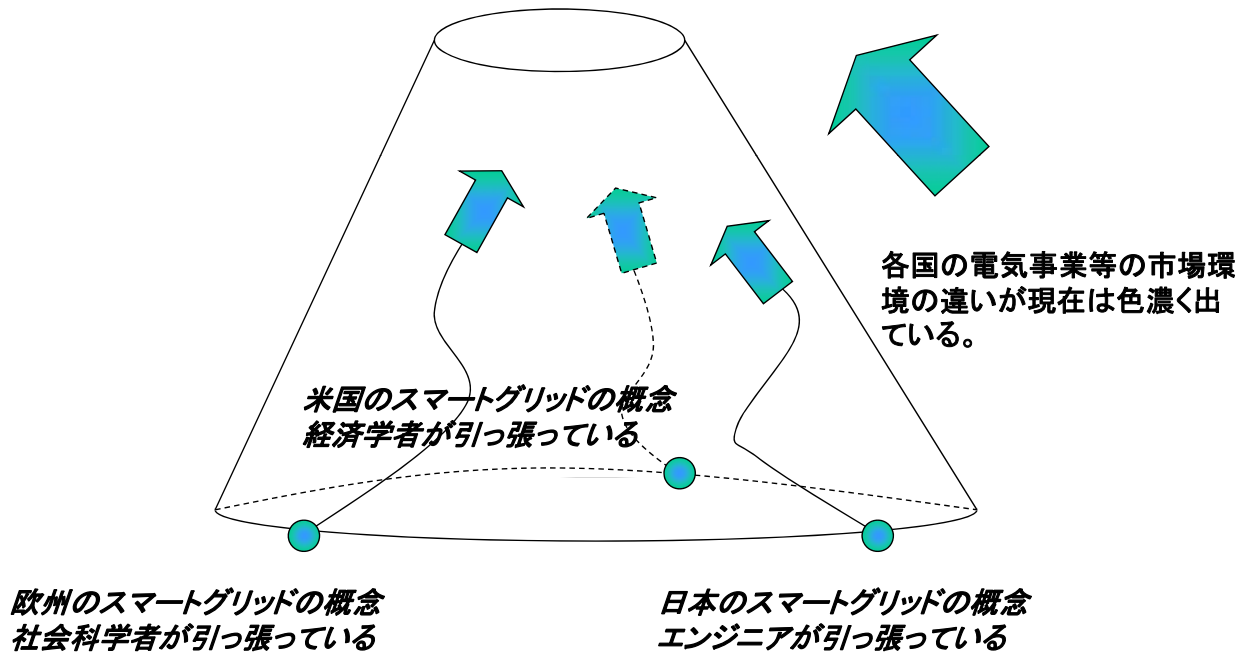 各国の電気事業等の市場環
境の違いが現在は色濃く出
ている。
米国のスマートグリッドの概念
経済学者が引っ張っている
欧州のスマートグリッドの概念
社会科学者が引っ張っている
日本のスマートグリッドの概念
エンジニアが引っ張っている